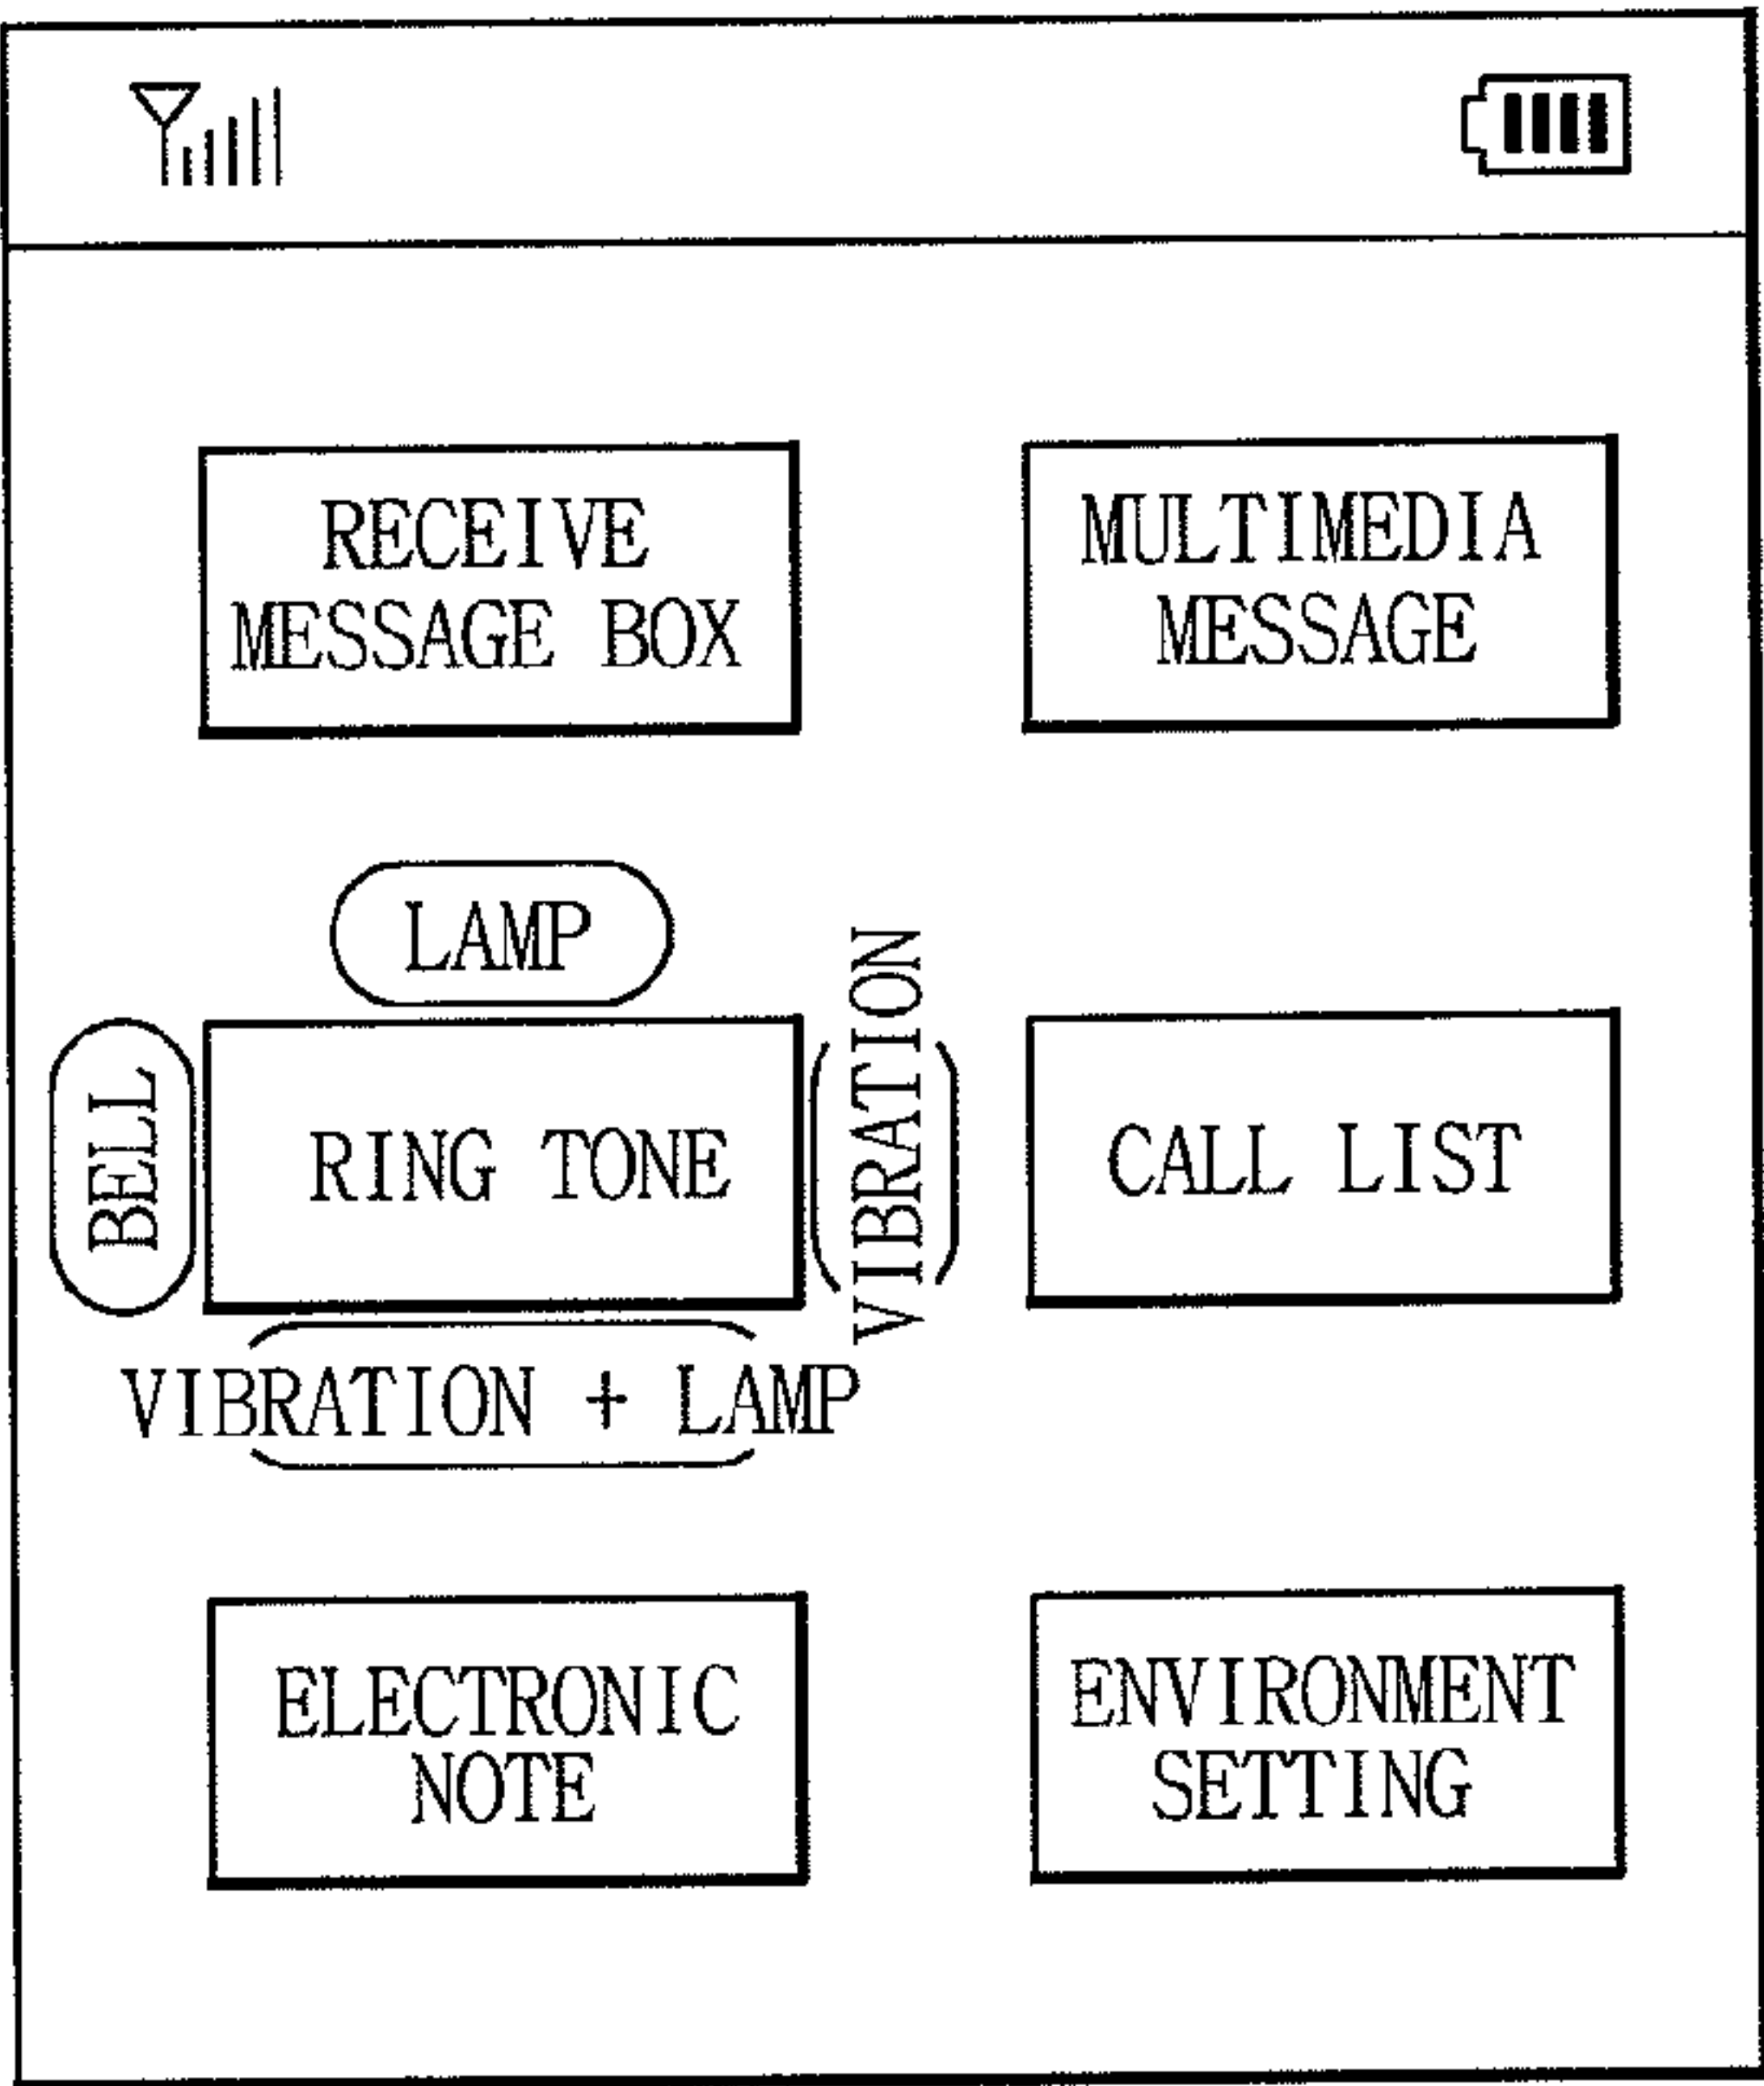 RECEIVE
MESSAGE BOX
MULTIMEDIA
MESSAGE
LAMP
BELL
RING TONE
VIBRATION
CALL LIST
VIBRATION + LAMP
ELECTRONIC
NOTE
ENVIRONMENT
SETTING